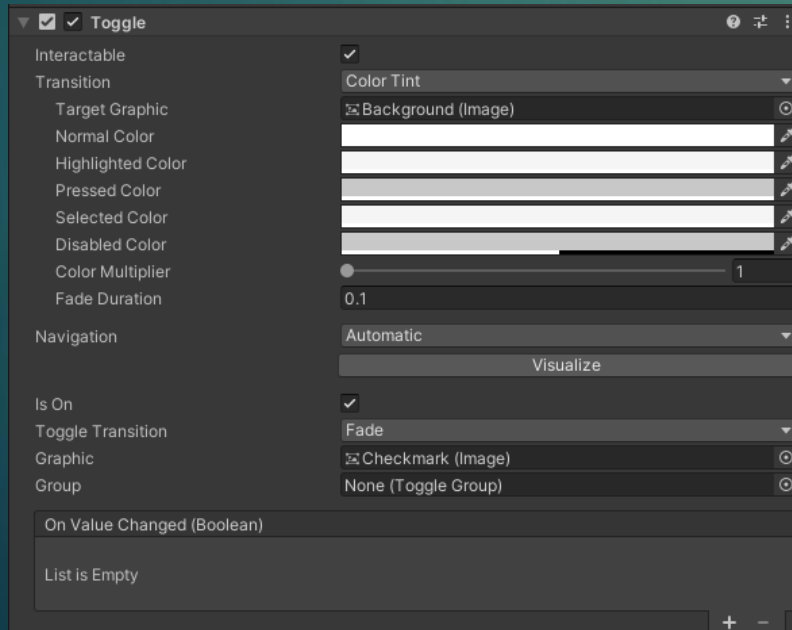 Toggle
Interactable
Transition Color Tint
Target Graphic Background (Image)
Normal Color
Highlighted Color
Pressed Color
Selected Color
Disabled Color
Color Multiplier 1
Fade Duration 0.1
Navigation Automatic
Visualize
Is On
Toggle Transition Fade
Graphic Checkmark (Image)
Group None (Toggle Group)
On Value Changed (Boolean)
List is Empty